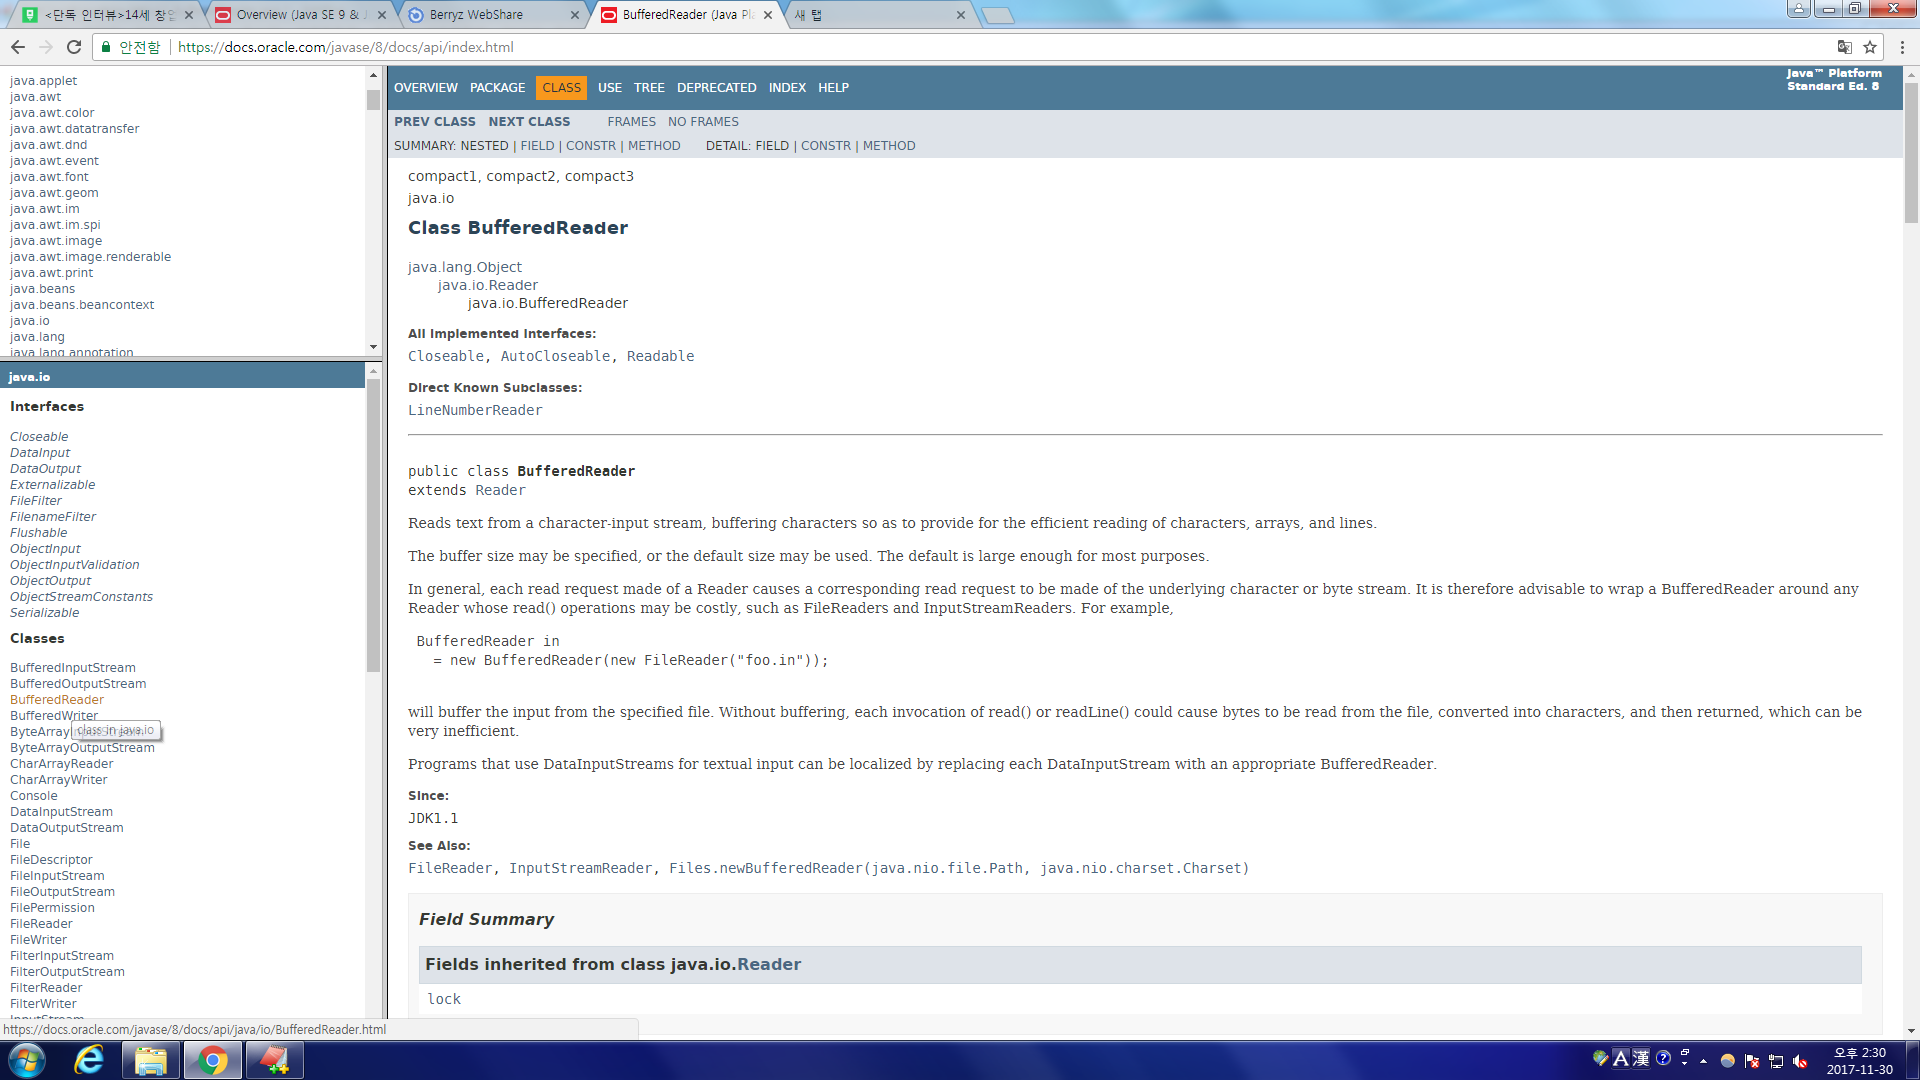 <단독 인터뷰>14세 창업
Overview (Java SE 9 & J
Berryz WebShare
BufferedReader (Java Pla
새 탭
안전함 https://docs.oracle.com/javase/8/docs/api/index.html
java.applet
java.awt
java.awt.color
java.awt.datatransfer
java.awt.dnd
java.awt.event
java.awt.font
java.awt.geom
java.awt.im
java.awt.im.spi
java.awt.image
java.awt.image.renderable
java.awt.print
java.beans
java.beans.beancontext
java.io
java.lang
java.lang.annotation
java.io
Interfaces
Closeable
DataInput
DataOutput
Externalizable
FileFilter
FilenameFilter
Flushable
ObjectInput
ObjectInputValidation
ObjectOutput
ObjectStreamConstants
Serializable
Classes
BufferedInputStream
BufferedOutputStream
BufferedReader
BufferedWriter
class in java.io
ByteArrayInputStream
ByteArrayOutputStream
CharArrayReader
CharArrayWriter
Console
DataInputStream
DataOutputStream
File
FileDescriptor
FileInputStream
FileOutputStream
FilePermission
FileReader
FileWriter
FilterInputStream
FilterOutputStream
FilterReader
FilterWriter
InputStream
https://docs.oracle.com/javase/8/docs/api/java/io/BufferedReader.html
OVERVIEW PACKAGE CLASS USE TREE DEPRECATED INDEX HELP
Java™ Platform
Standard Ed. 8
PREV CLASS NEXT CLASS FRAMES NO FRAMES
SUMMARY: NESTED | FIELD | CONSTR | METHOD DETAIL: FIELD | CONSTR | METHOD
compact1, compact2, compact3
java.io
Class BufferedReader
java.lang.Object
java.io.Reader
java.io.BufferedReader
All Implemented Interfaces:
Closeable, AutoCloseable, Readable
Direct Known Subclasses:
LineNumberReader
public class BufferedReader
extends Reader
Reads text from a character-input stream, buffering characters so as to provide for the efficient reading of characters, arrays, and lines.
The buffer size may be specified, or the default size may be used. The default is large enough for most purposes.
In general, each read request made of a Reader causes a corresponding read request to be made of the underlying character or byte stream. It is therefore advisable to wrap a BufferedReader around any
Reader whose read() operations may be costly, such as FileReaders and InputStreamReaders. For example,
BufferedReader in
= new BufferedReader(new FileReader("foo.in"));
will buffer the input from the specified file. Without buffering, each invocation of read() or readLine() could cause bytes to be read from the file, converted into characters, and then returned, which can be
very inefficient.
Programs that use DataInputStreams for textual input can be localized by replacing each DataInputStream with an appropriate BufferedReader.
Since:
JDK1.1
See Also:
FileReader, InputStreamReader, Files.newBufferedReader(java.nio.file.Path, java.nio.charset.Charset)
Field Summary
Fields inherited from class java.io.Reader
lock
A 漢
오후 2:30
2017-11-30